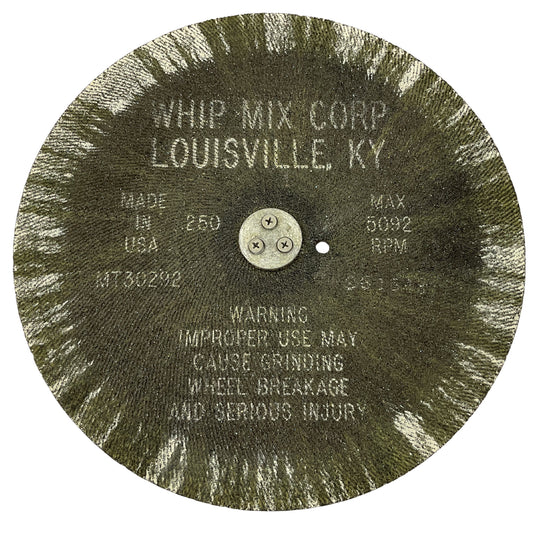 WHIP MIX CORP
LOUISVILLE, KY
MADE
IN
USA
250
MAX
5092
RPM
MT30292
WARNING
IMPROPER USE MAY
CAUSE GRINDING
WHEEL BREAKAGE
AND SERIOUS INJURY